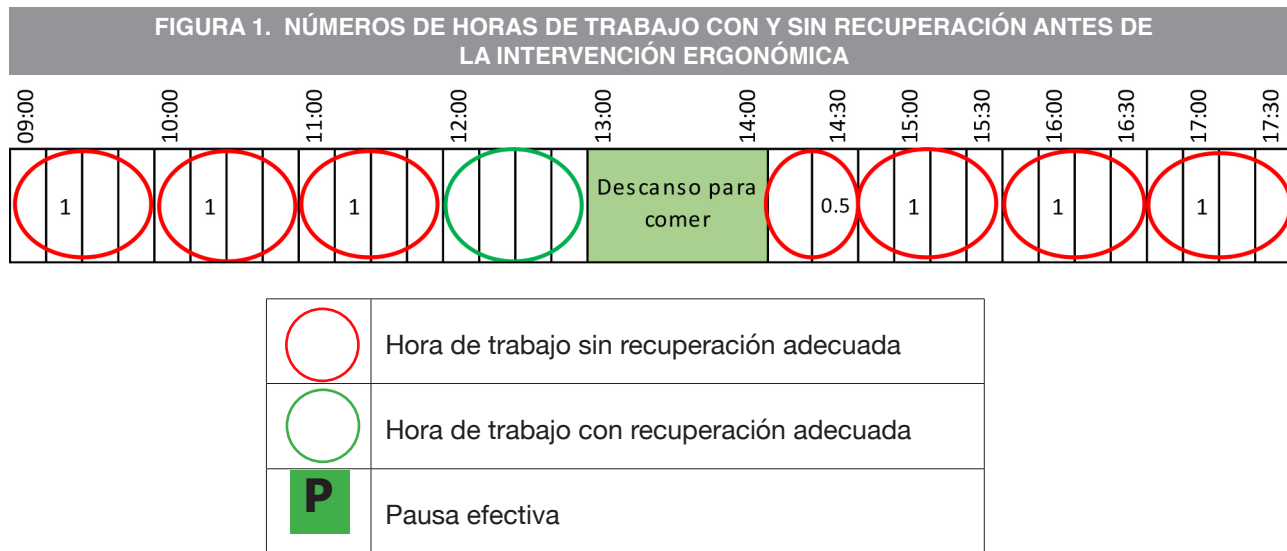 FIGURA 1. NÚMEROS DE HORAS DE TRABAJO CON Y SIN RECUPERACIÓN ANTES DE
LA INTERVENCIÓN ERGONÓMICA
09:00 10:00 11:00 12:00 13:00 14:00 14:30 15:00 15:30 16:00 16:30 17:00 17:30
1 1 1 Descanso para 0.5 1 1 1
comer
Hora de trabajo sin recuperación adecuada
Hora de trabajo con recuperación adecuada
P Pausa efectiva